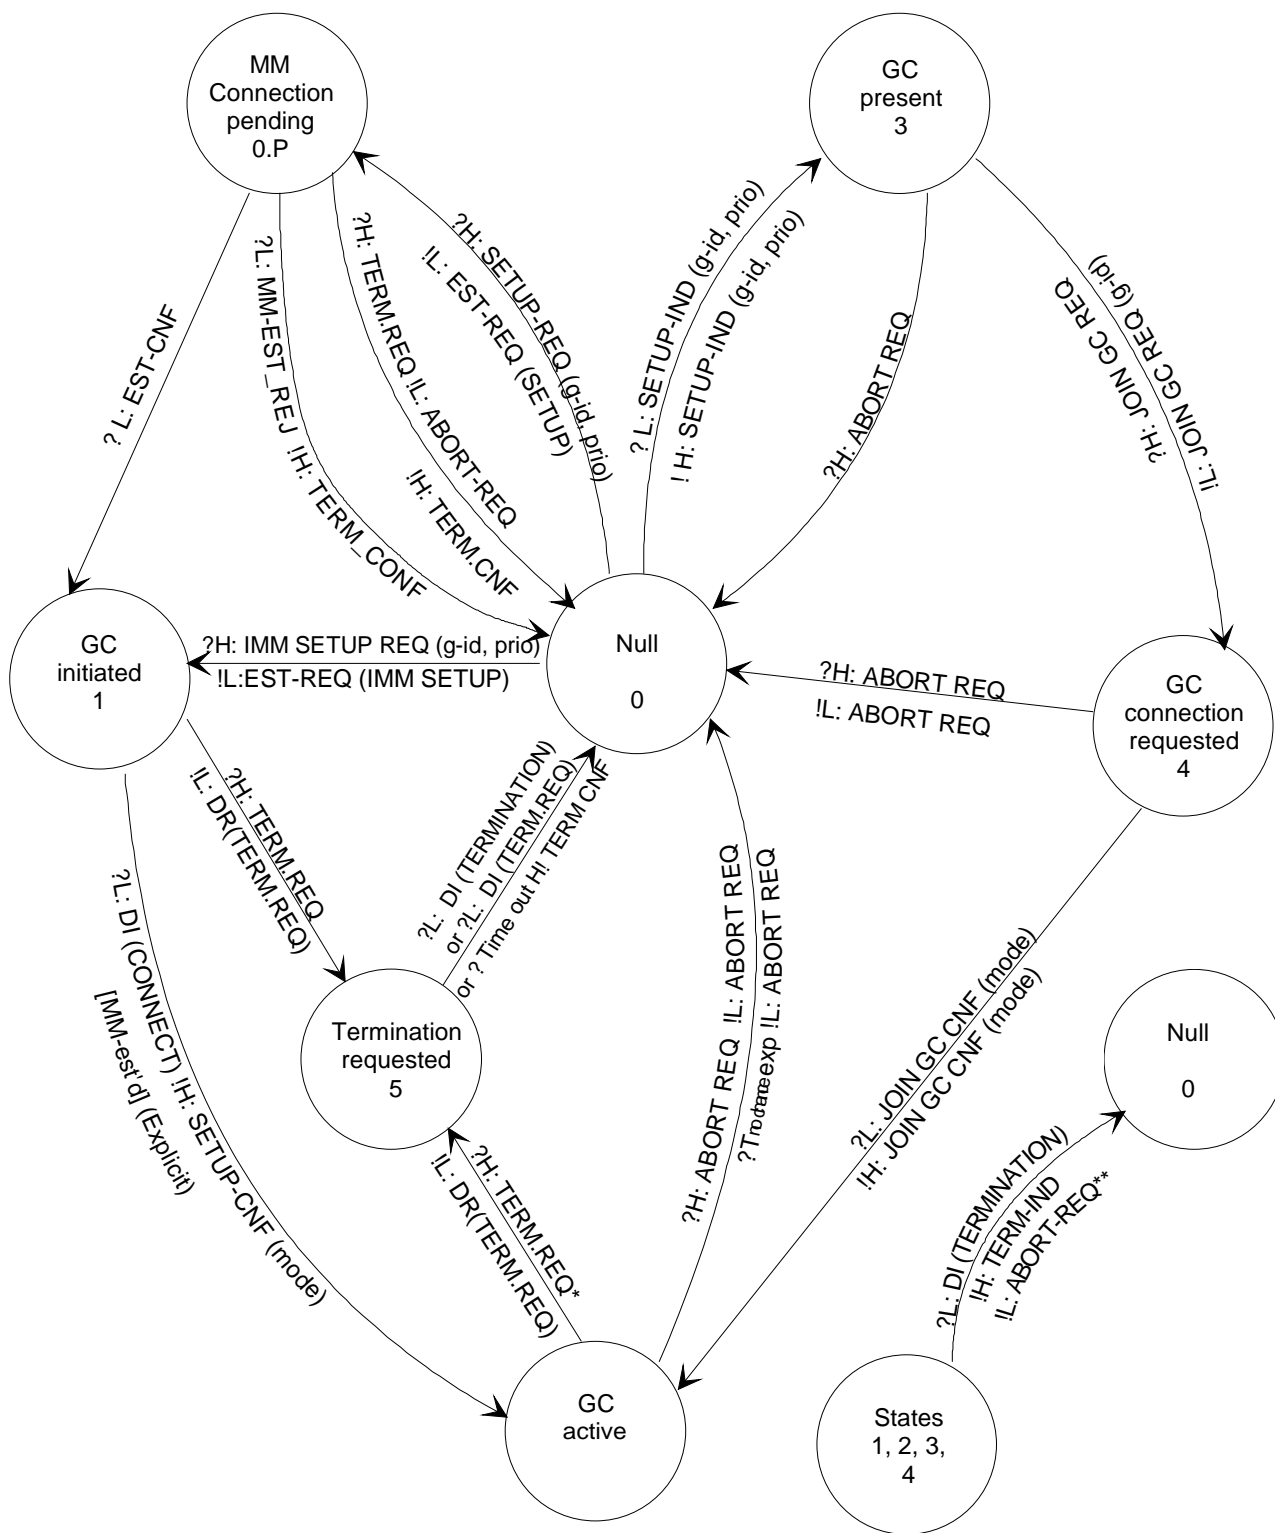 MM
Connection
pending
0.P
GC
present
3
?H: SETUP-REQ (g-id, prio)
!L: EST-REQ (SETUP)
?H: TERM.REQ !L: ABORT-REQ
!H: TERM.CNF
?L: MM-EST_REJ !H: TERM_CONF
? L: EST-CNF
? L: SETUP-IND (g-id, prio)
! H: SETUP-IND (g-id, prio)
?H: ABORT REQ
!L: JOIN GC REQ (g-id)
?H: JOIN GC REQ
GC
initiated
1
?H: IMM SETUP REQ (g-id, prio)
!L:EST-REQ (IMM SETUP)
Null
0
?H: ABORT REQ
!L: ABORT REQ
GC
connection
requested
4
?H: TERM.REQ
!L: DR(TERM.REQ)
?L: DI (TERMINATION)
or ?L: DI (TERM.REQ)
or ? Time out H! TERM CNF
?L: DI (CONNECT) !H: SETUP-CNF (mode)
[MM-est'd] (Explicit)
Termination
requested
5
?H: ABORT REQ !L: ABORT REQ
exp !L: ABORT REQ
?L: JOIN GC CNF (mode)
!H: JOIN GC CNF (mode)
Null
0
?H: TERM.REQ*
!L: DR(TERM.REQ)
?L: DI (TERMINATION)
!H: TERM-IND
!L: ABORT-REQ**
GC
active
States
1, 2, 3,
4